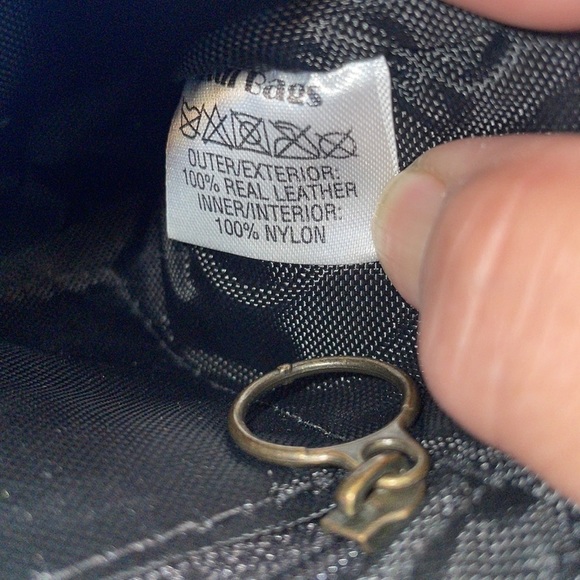 Bags
OUTER/EXTERIOR:
100% REAL LEATHER
INNER/INTERIOR:
100% NYLON